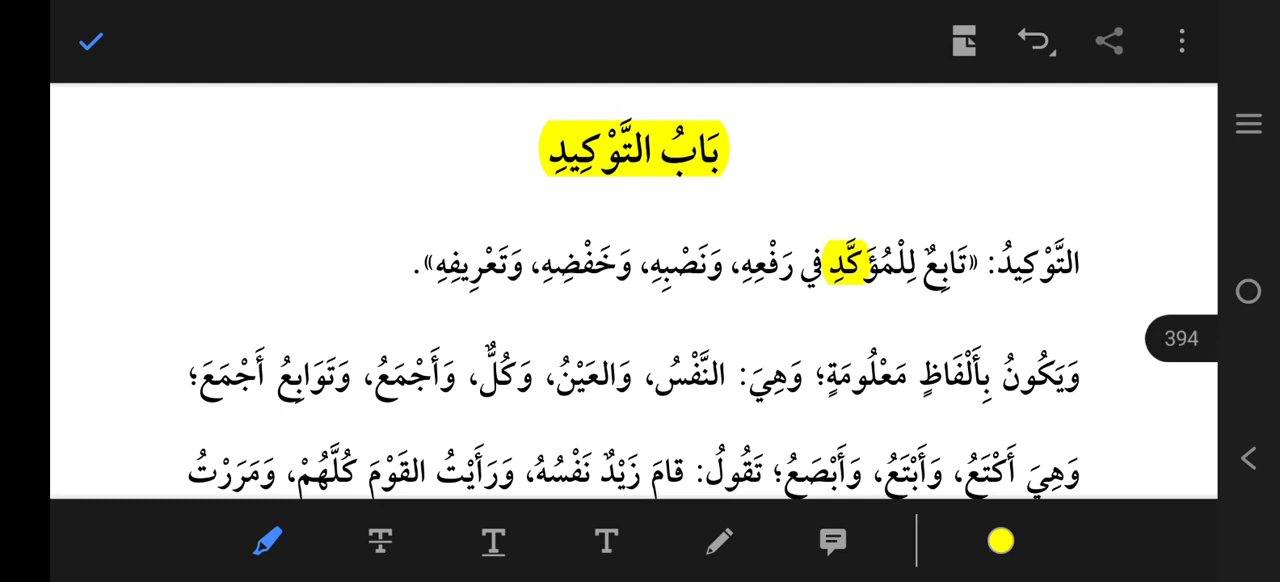 بَابُ التَّوْكِيدِ
التَّوْكِيدُ: «تَابِعٌ لِلْمُؤَكَّدِ فِي رَفْعِهِ، وَنَصْبِهِ، وَخَفْضِهِ، وَتَعْرِيفِهِ».
394
وَيَكُونُ بِأَلْفَاظٍ مَعْلُومَةٍ؛ وَهِيَ: النَّفْسُ، وَالعَيْنُ، وَكُلٌّ، وَأَجْمَعُ، وَتَوَابِعُ أَجْمَعَ؛
وَهِيَ أَكْتَعُ، وَأَبْتَعُ، وَأَبْصَعُ؛ تَقُولُ: قَامَ زَيْدٌ نَفْسُهُ، وَرَأَيْتُ القَوْمَ كُلَّهُمْ، وَمَرَرْتُ
T T T